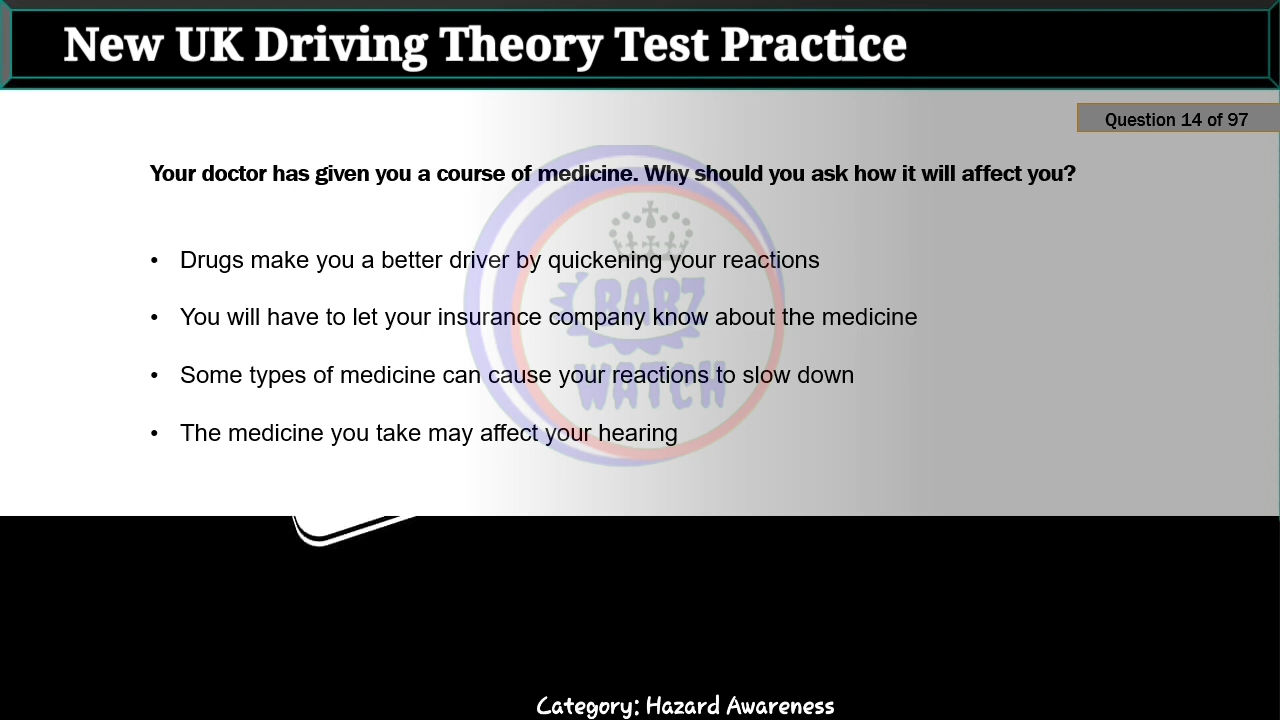 New UK Driving Theory Test Practice
Question 14 of 97
Your doctor has given you a course of medicine. Why should you ask how it will affect you?
• Drugs make you a better driver by quickening your reactions
• You will have to let your insurance company know about the medicine
• Some types of medicine can cause your reactions to slow down
• The medicine you take may affect your hearing
BABZ
WATCH
Category: Hazard Awareness